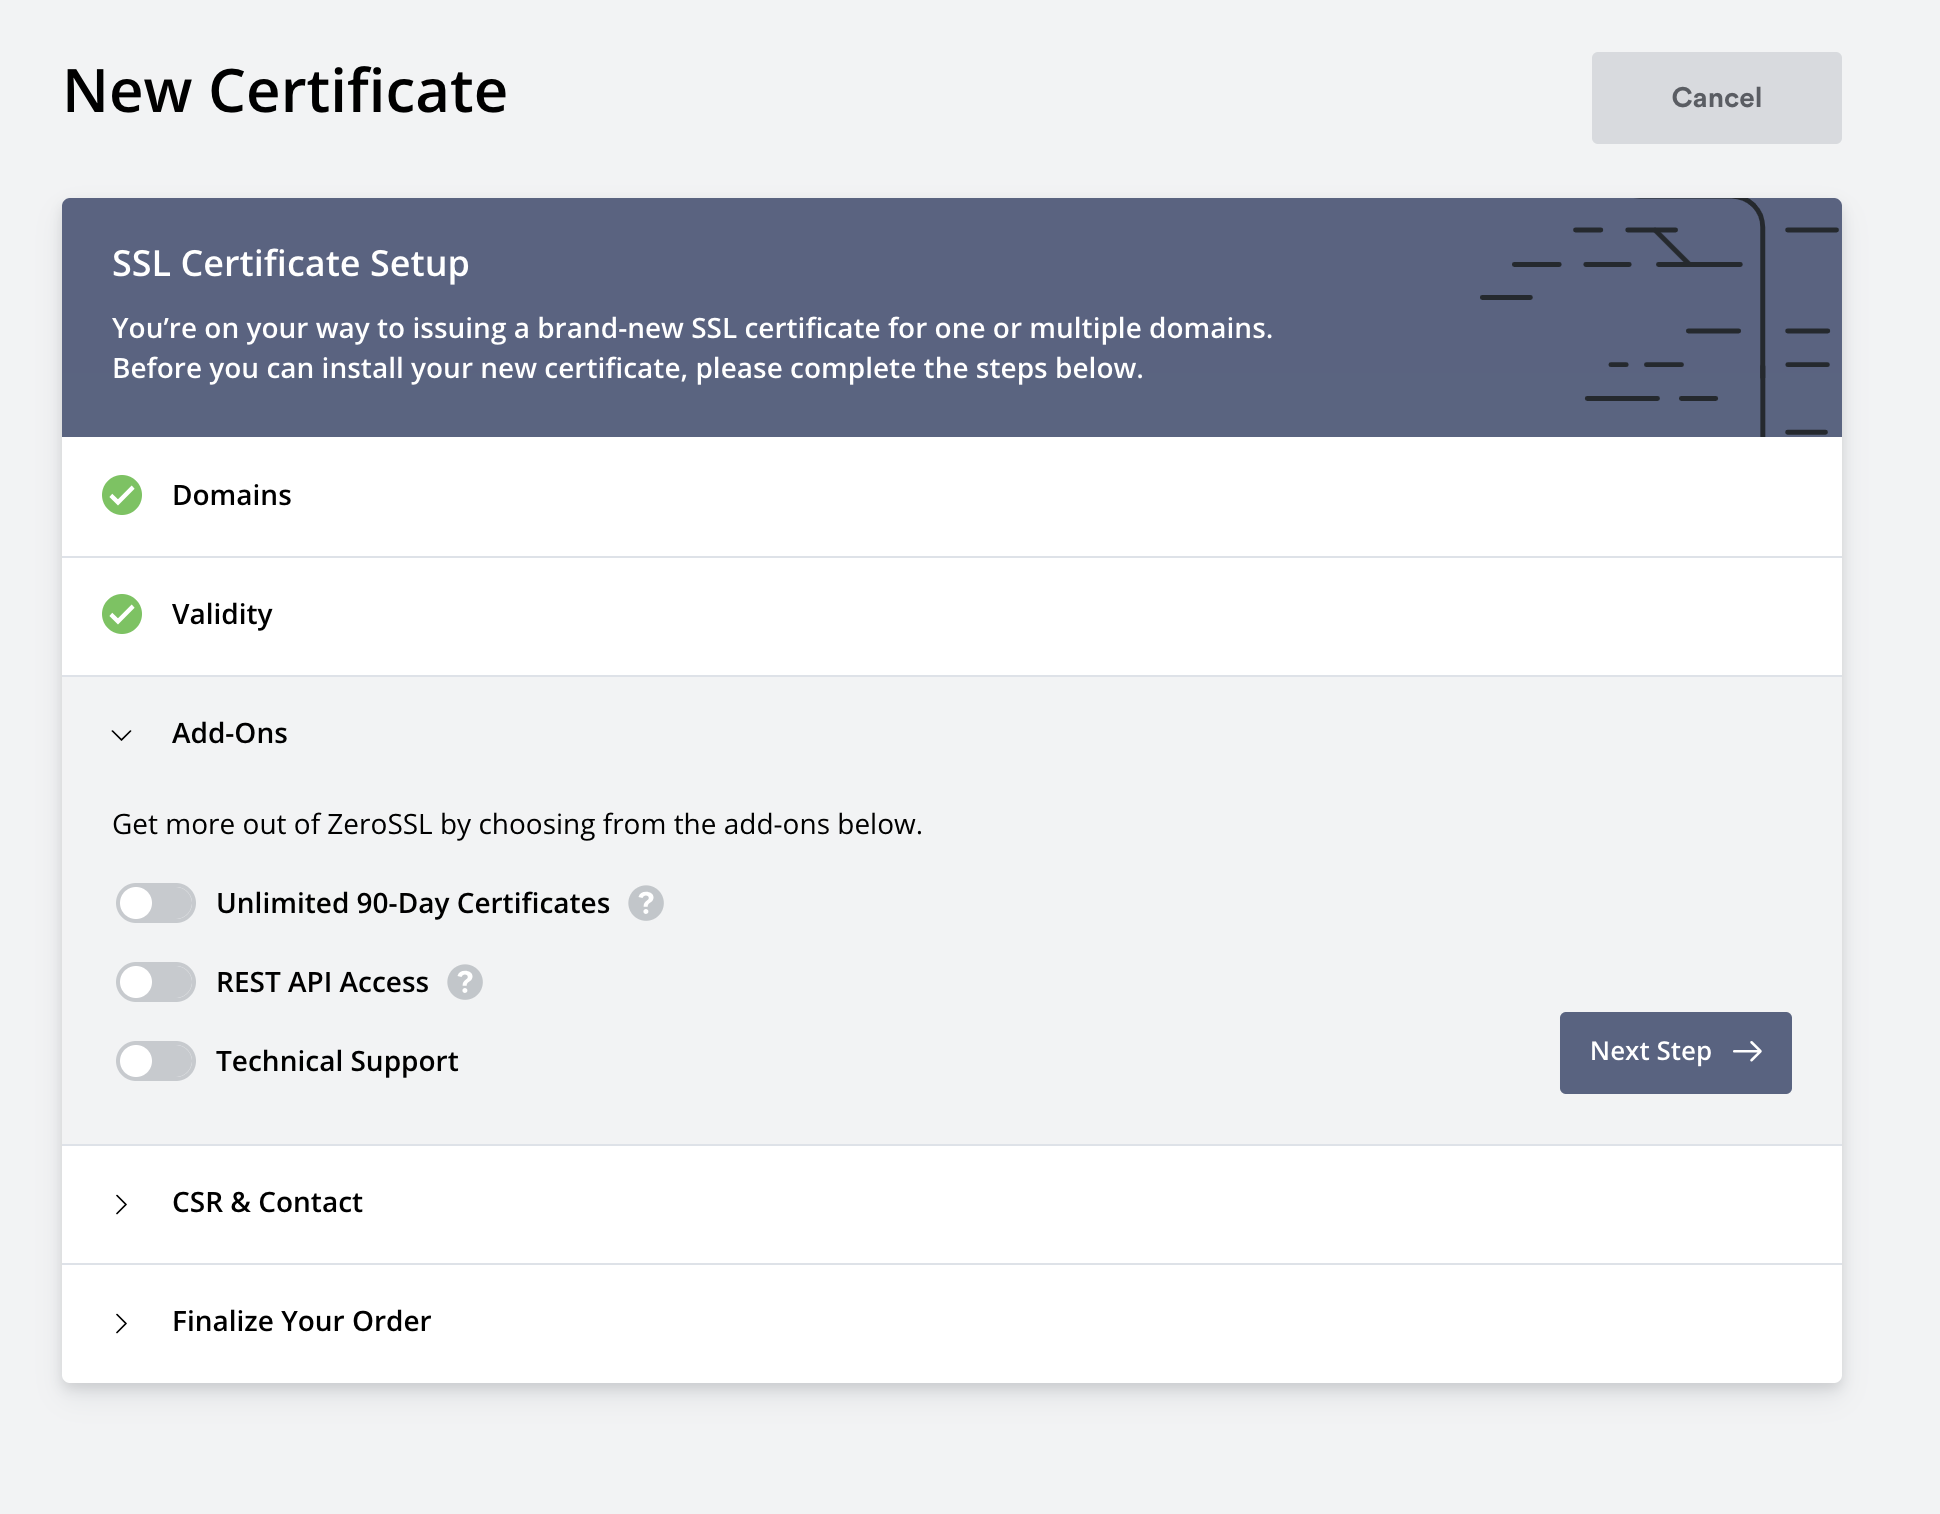 New Certificate
Cancel
SSL Certificate Setup
You’re on your way to issuing a brand-new SSL certificate for one or multiple domains.
Before you can install your new certificate, please complete the steps below.
Domains
Validity
Add-Ons
Get more out of ZeroSSL by choosing from the add-ons below.
Unlimited 90-Day Certificates ?
REST API Access ?
Technical Support
Next Step →
CSR & Contact
Finalize Your Order